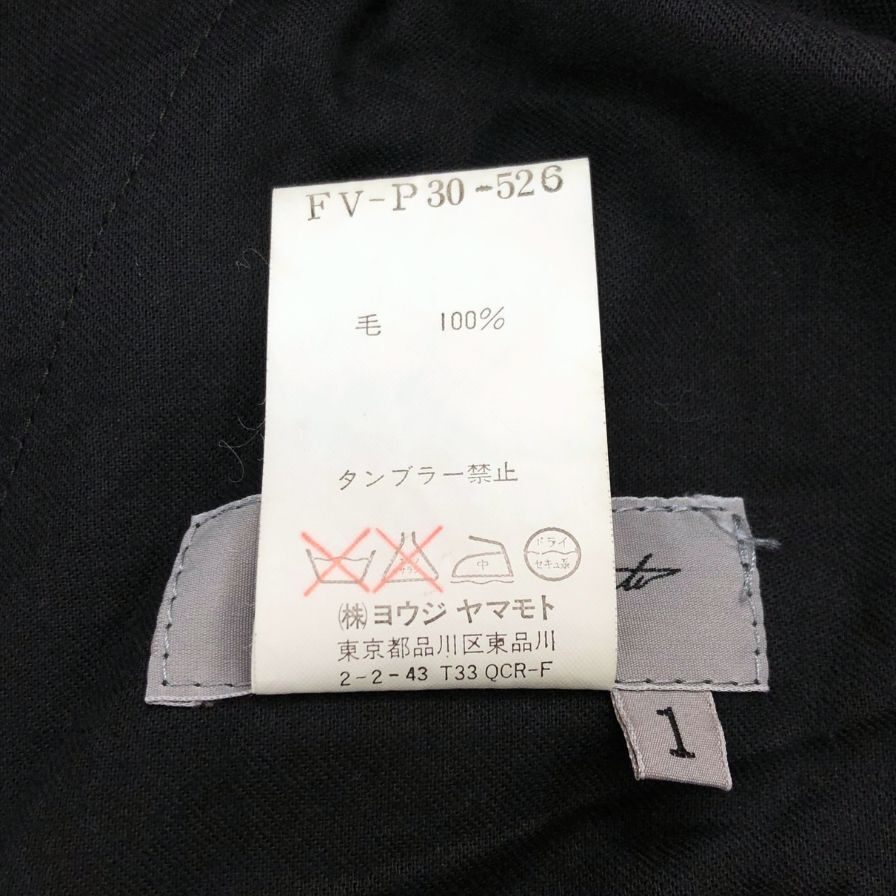 FV-P30-526
毛 100%
タンブラー禁止
中
ドライ
セキユ系
(株)ヨウジ ヤマモト
東京都品川区東品川
2-2-43 T33 QCR-F
1